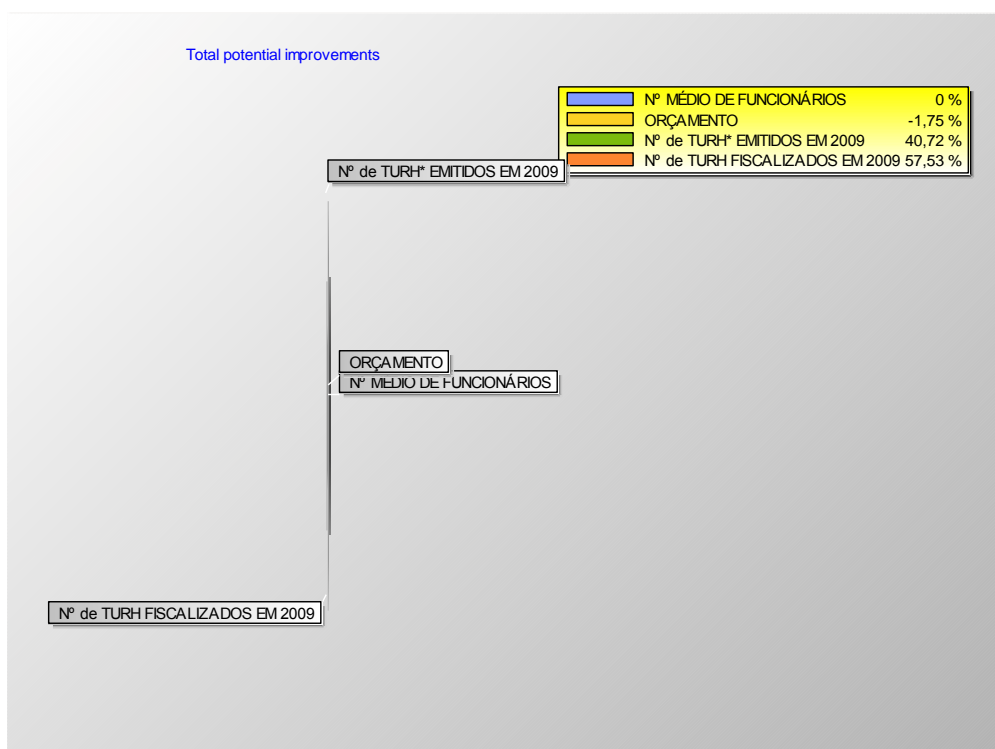 Total potential improvements
Nº MÉDIO DE FUNCIONÁRIOS 0 %
ORÇAMENTO -1,75 %
Nº de TURH* EMITIDOS EM 2009 40,72 %
Nº de TURH FISCALIZADOS EM 2009 57,53 %
Nº de TURH* EMITIDOS EM 2009
ORÇAMENTO
Nº MÉDIO DE FUNCIONÁRIOS
Nº de TURH FISCALIZADOS EM 2009